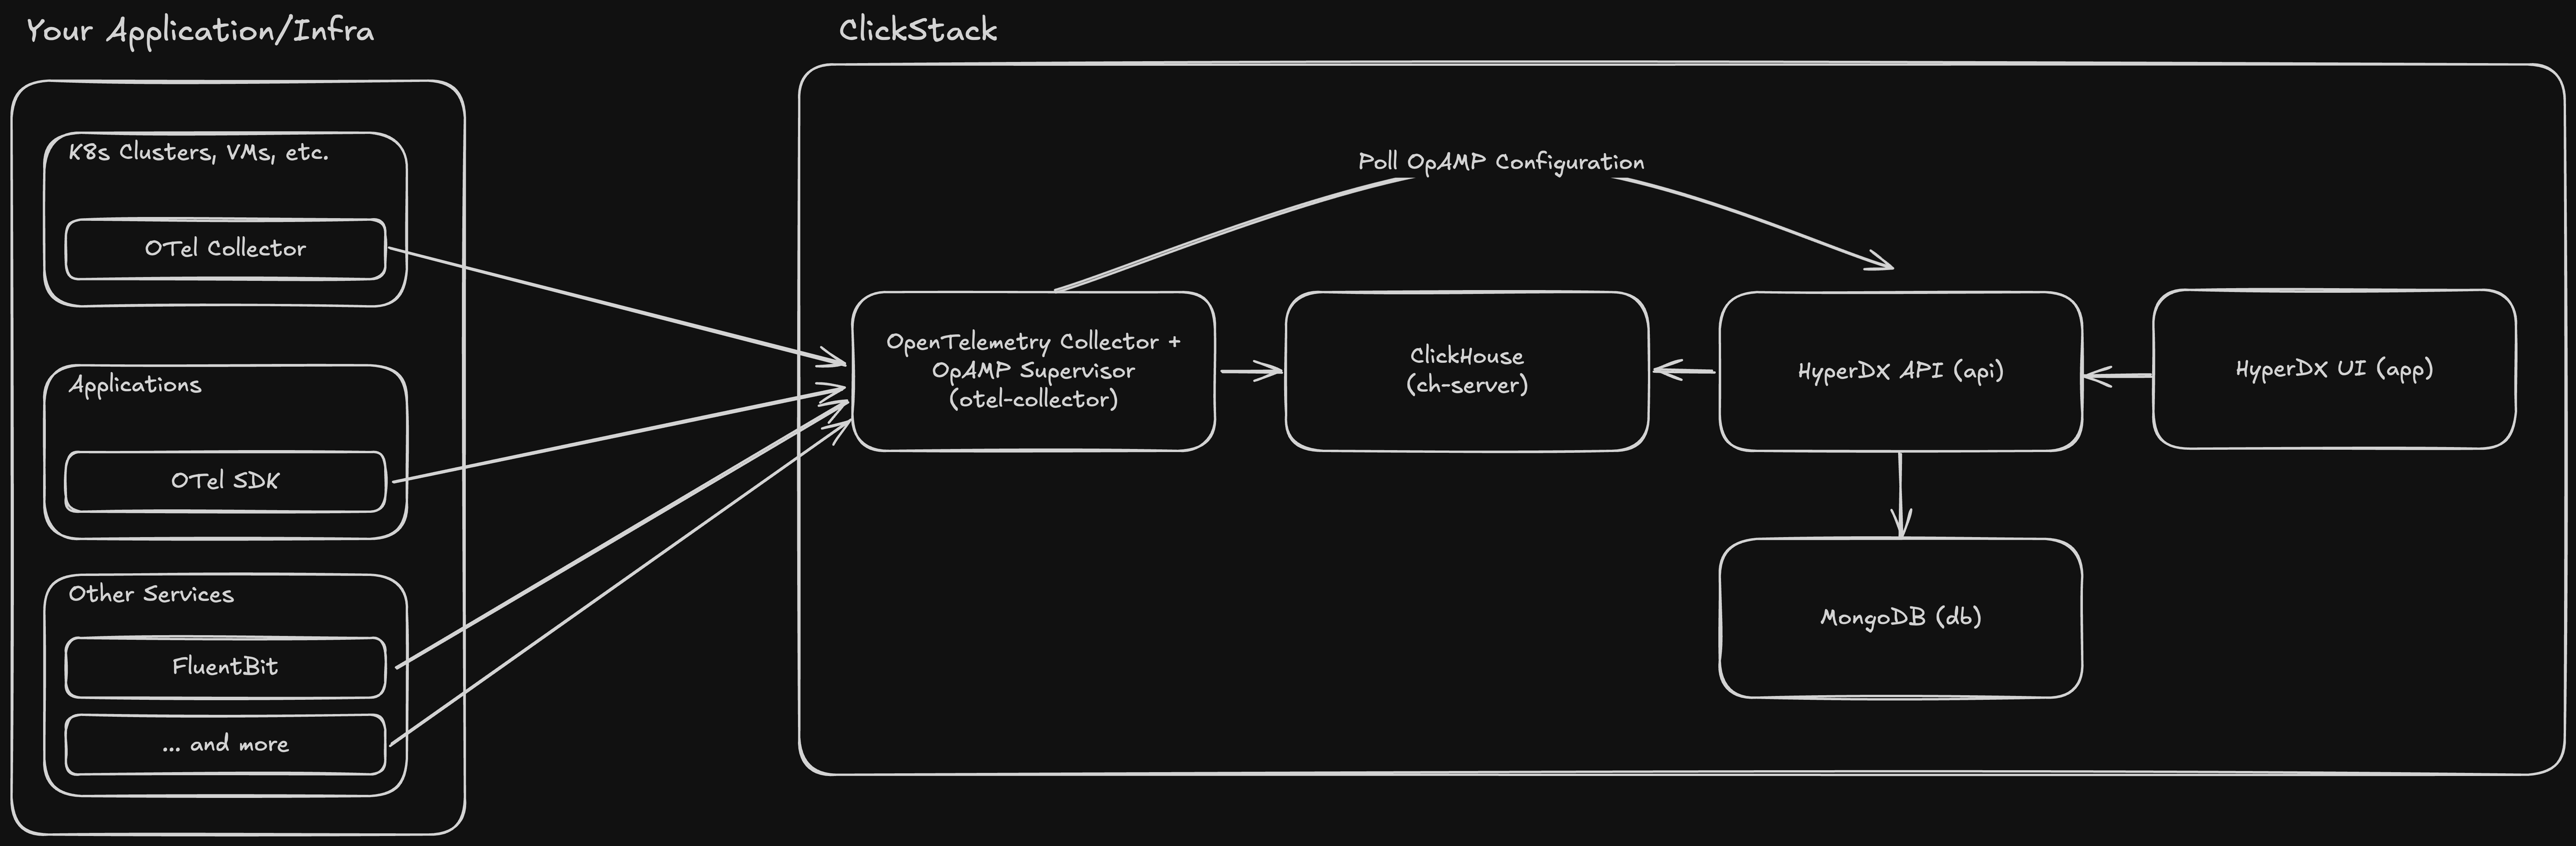 Your Application/Infra
K8s Clusters, VMs, etc.
OTel Collector
Applications
OTel SDK
Other Services
FluentBit
... and more
ClickStack
Poll OpAMP Configuration
OpenTelemetry Collector +
OpAMP Supervisor
(otel-collector)
ClickHouse
(ch-server)
HyperDX API (api)
HyperDX UI (app)
MongoDB (db)